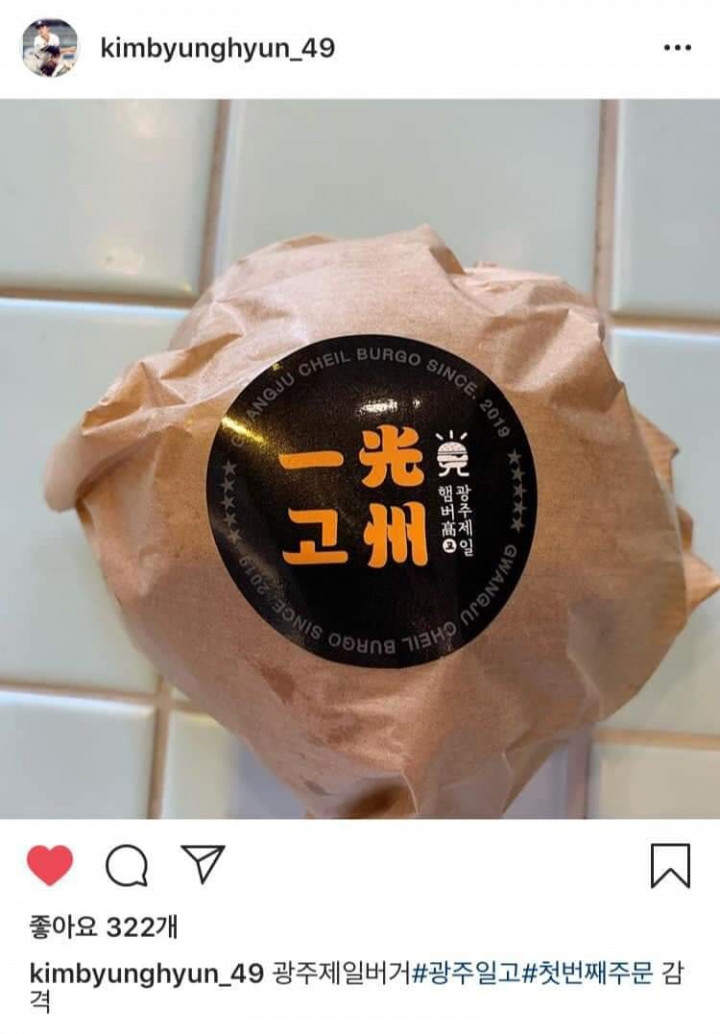 kimbyunghyun_49
GWANGJU CHEIL BURGO SINCE. 2019 ★★★★★
GWANGJU CHEIL BURGO SINCE. 2019 ★★★★★
光州
一고
광주제일
햄버高고
좋아요 322개
kimbyunghyun_49 광주제일버거#광주일고#첫번째주문 감
격